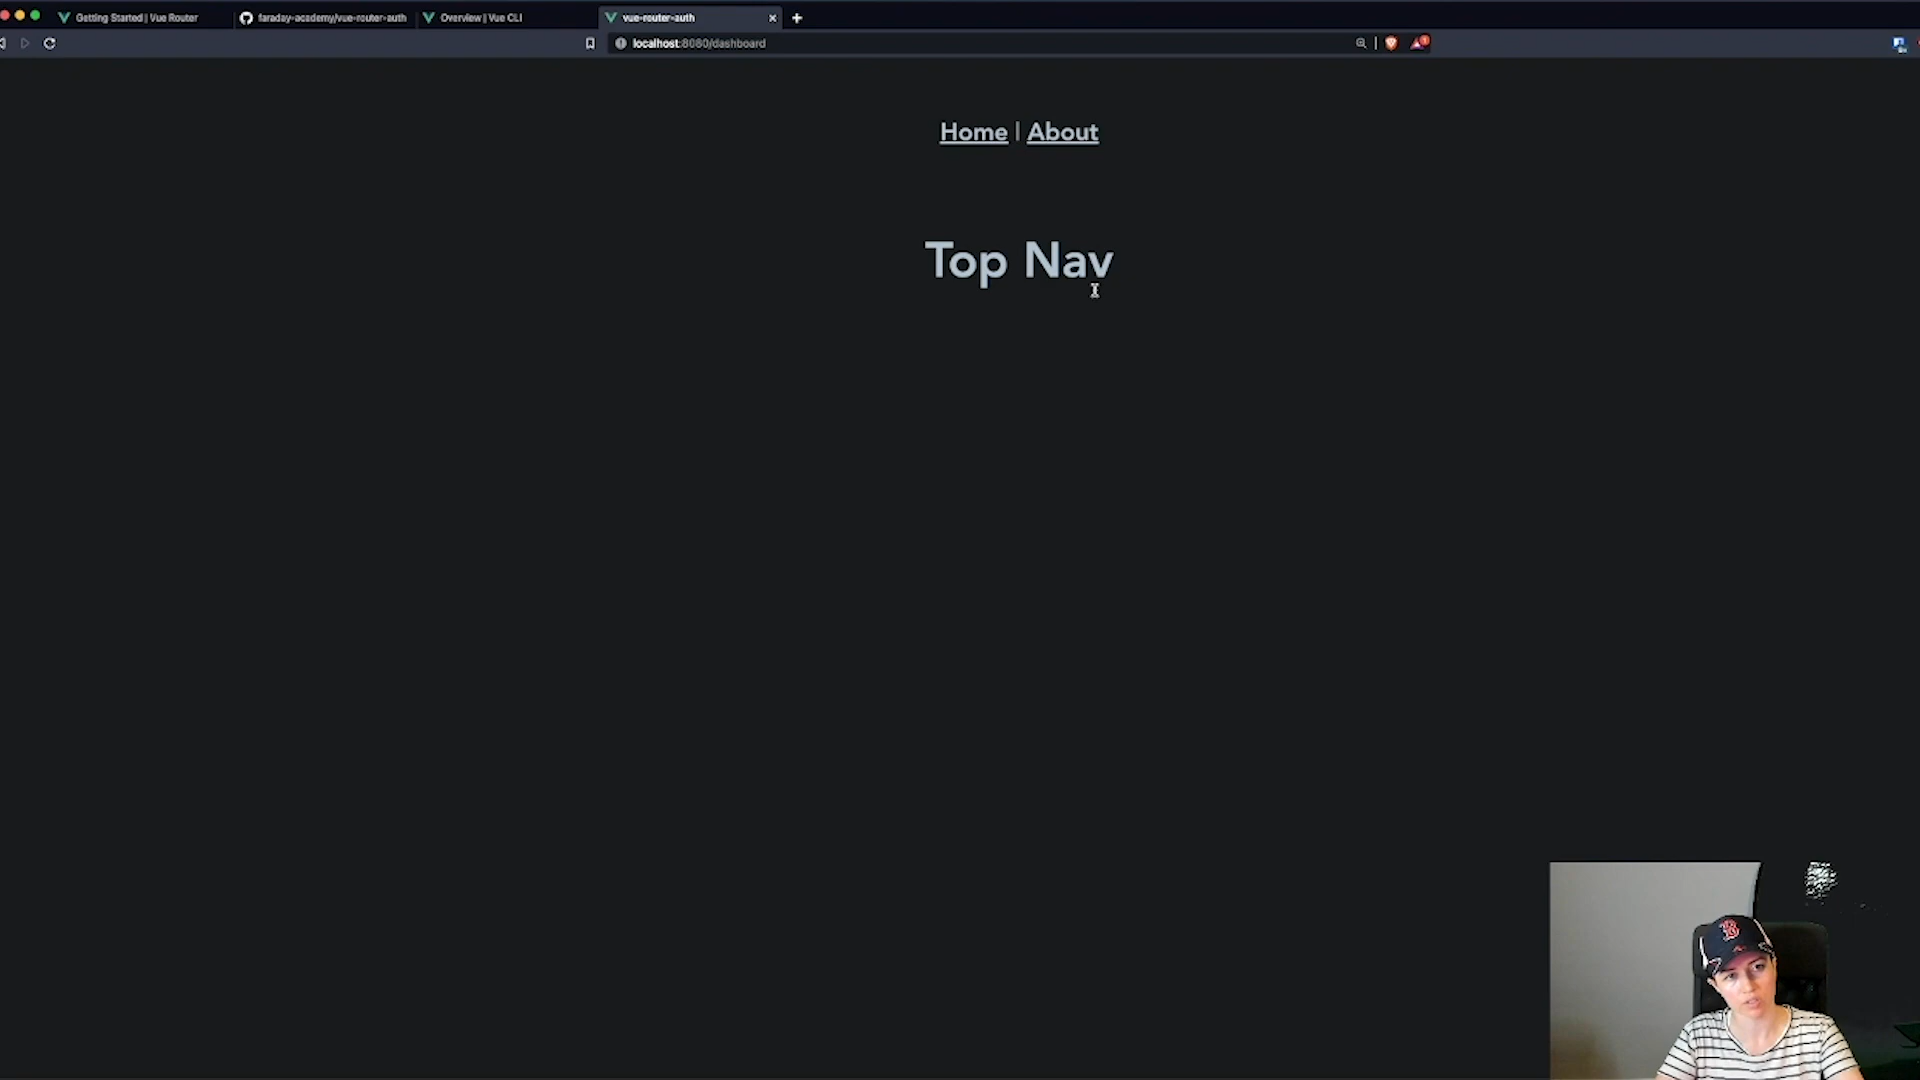 Getting Started | Vue Router
faraday-academy/vue-router-auth
Overview | Vue CLI
vue-router-auth
localhost:8080/dashboard
Home | About
Top Nav
B